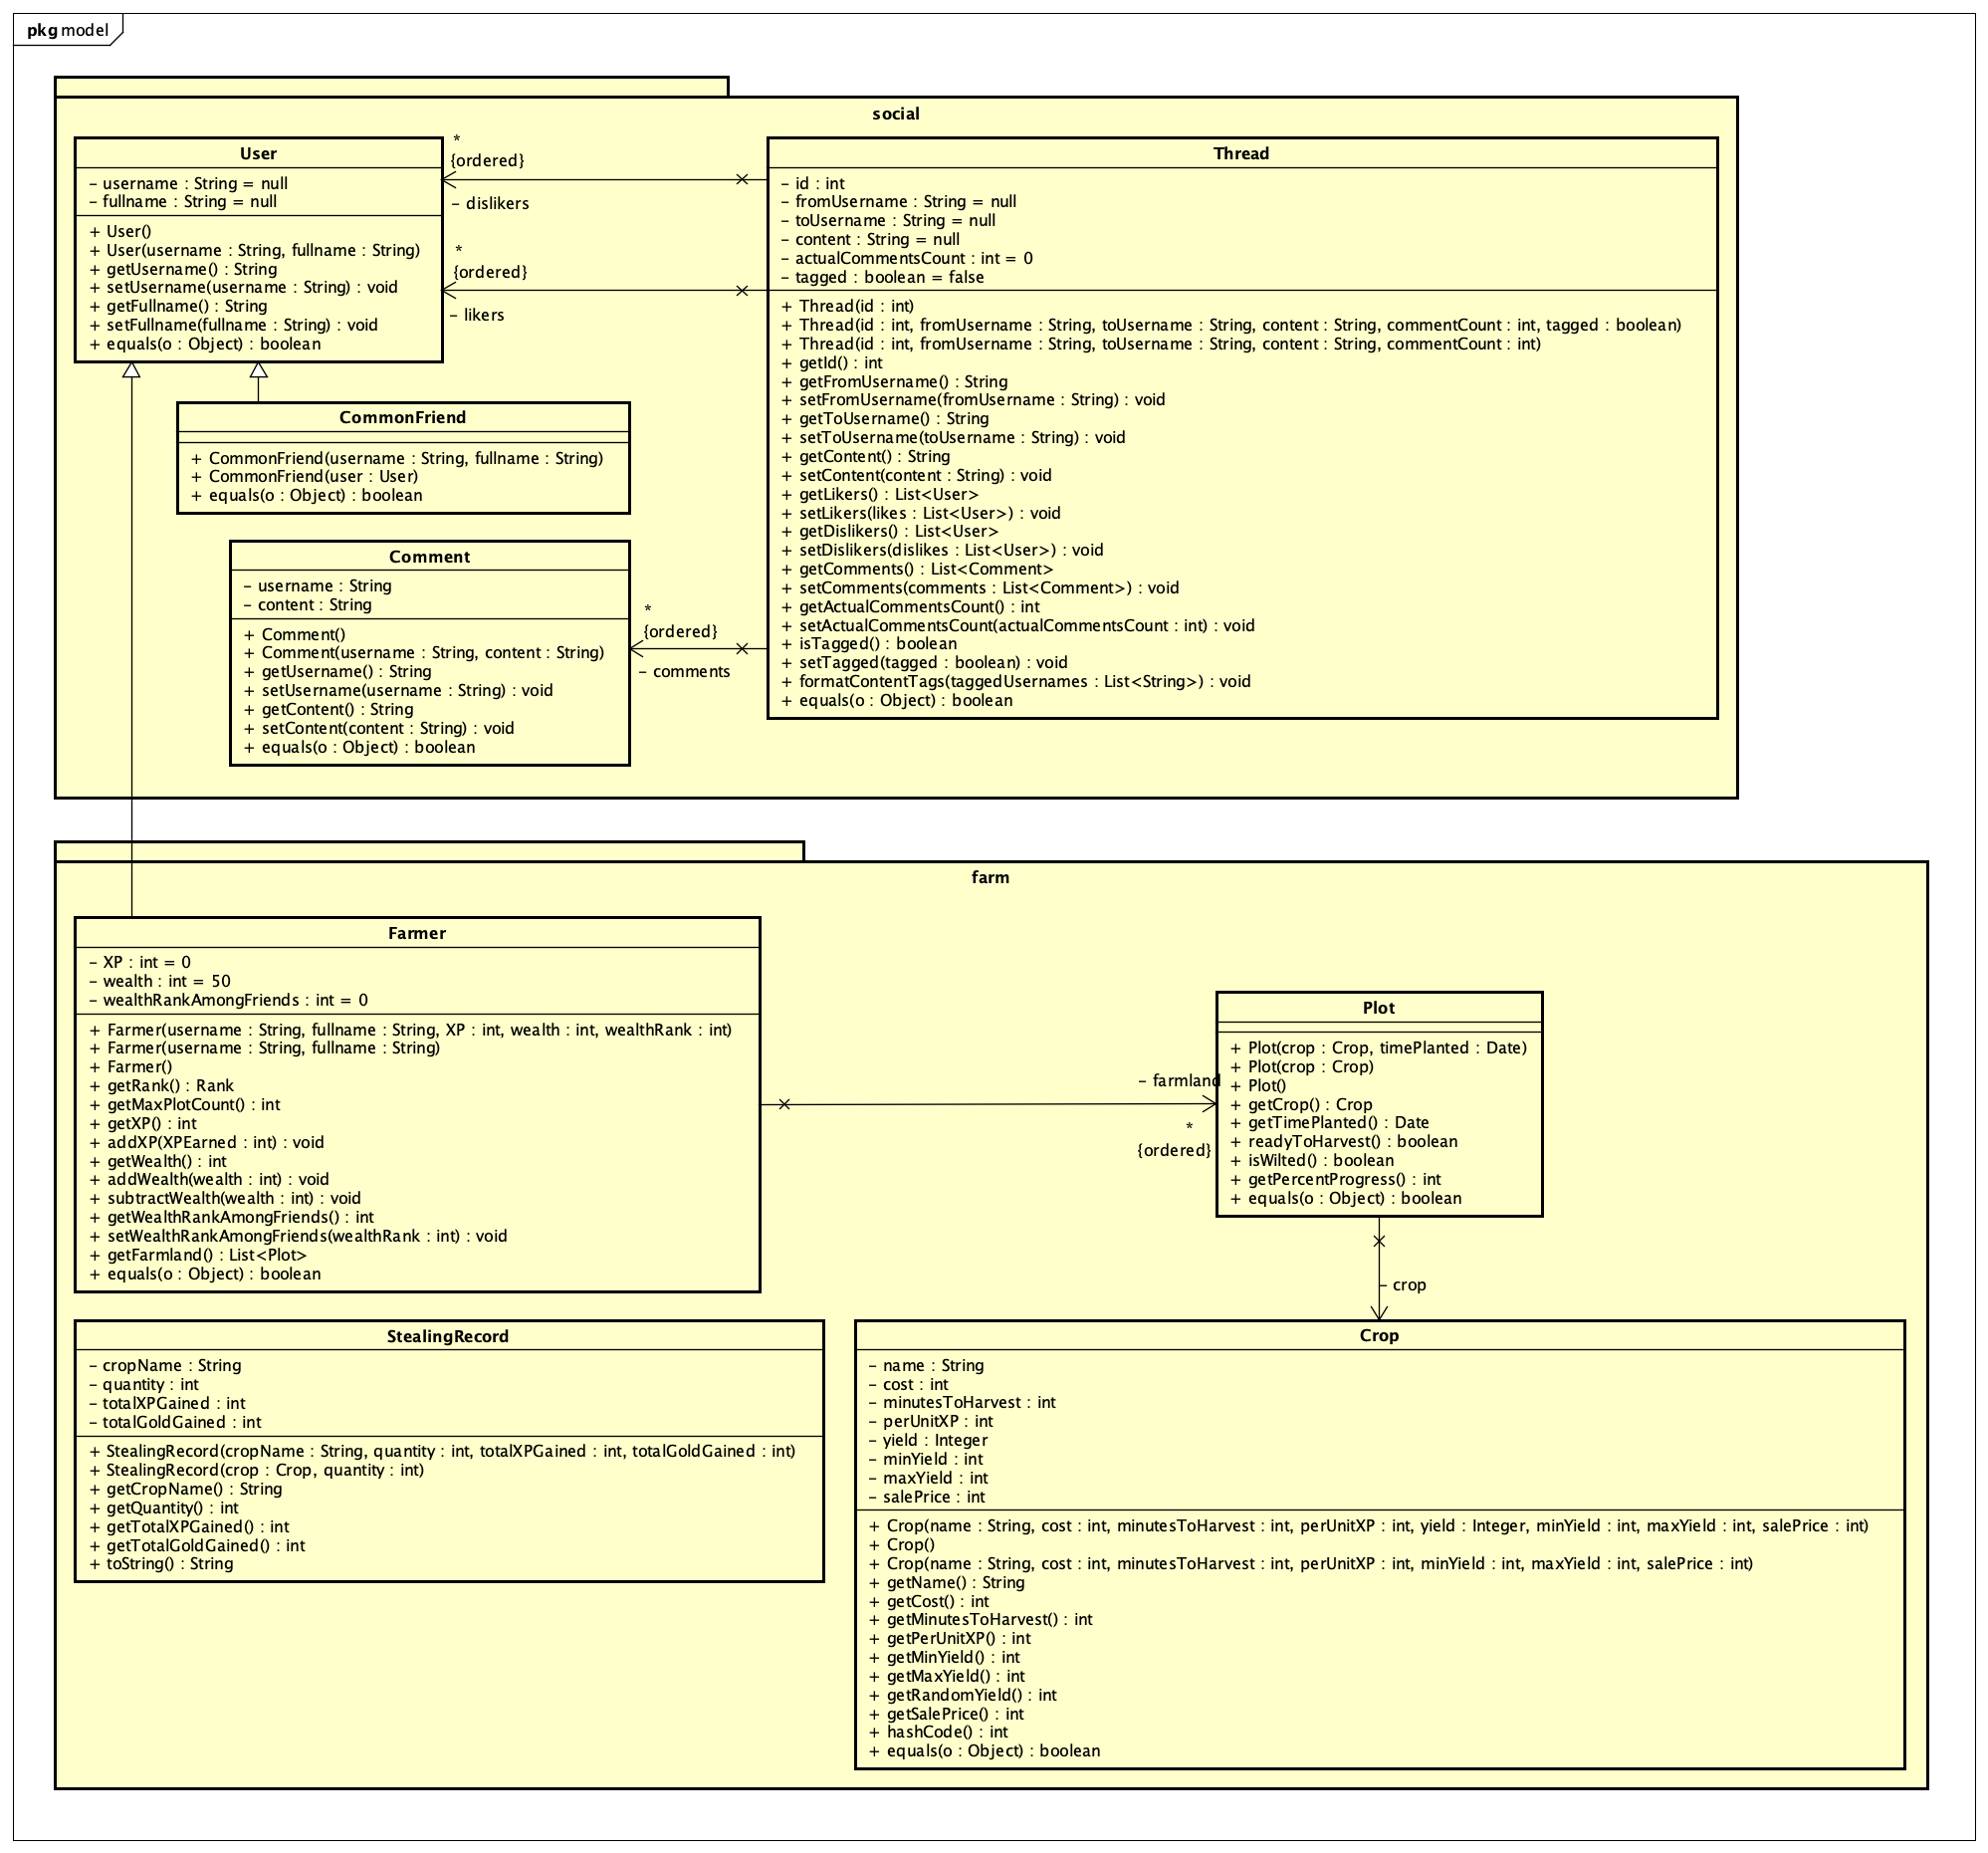 pkg model
social
User
– username : String = null
– fullname : String = null
+ User()
+ User(username : String, fullname : String)
+ getUsername() : String
+ setUsername(username : String) : void
+ getFullname() : String
+ setFullname(fullname : String) : void
+ equals(o : Object) : boolean
*
{ordered}
– dislikers
*
{ordered}
– likers
Thread
– id : int
– fromUsername : String = null
– toUsername : String = null
– content : String = null
– actualCommentsCount : int = 0
– tagged : boolean = false
+ Thread(id : int)
+ Thread(id : int, fromUsername : String, toUsername : String, content : String, commentCount : int, tagged : boolean)
+ Thread(id : int, fromUsername : String, toUsername : String, content : String, commentCount : int)
+ getId() : int
+ getFromUsername() : String
+ setFromUsername(fromUsername : String) : void
+ getToUsername() : String
+ setToUsername(toUsername : String) : void
+ getContent() : String
+ setContent(content : String) : void
+ getLikers() : List<User>
+ setLikers(likes : List<User>) : void
+ getDislikers() : List<User>
+ setDislikers(dislikes : List<User>) : void
+ getComments() : List<Comment>
+ setComments(comments : List<Comment>) : void
+ getActualCommentsCount() : int
+ setActualCommentsCount(actualCommentsCount : int) : void
+ isTagged() : boolean
+ setTagged(tagged : boolean) : void
+ formatContentTags(taggedUsernames : List<String>) : void
+ equals(o : Object) : boolean
CommonFriend
+ CommonFriend(username : String, fullname : String)
+ CommonFriend(user : User)
+ equals(o : Object) : boolean
Comment
– username : String
– content : String
+ Comment()
+ Comment(username : String, content : String)
+ getUsername() : String
+ setUsername(username : String) : void
+ getContent() : String
+ setContent(content : String) : void
+ equals(o : Object) : boolean
*
{ordered}
– comments
farm
Farmer
– XP : int = 0
– wealth : int = 50
– wealthRankAmongFriends : int = 0
+ Farmer(username : String, fullname : String, XP : int, wealth : int, wealthRank : int)
+ Farmer(username : String, fullname : String)
+ Farmer()
+ getRank() : Rank
+ getMaxPlotCount() : int
+ getXP() : int
+ addXP(XPEarned : int) : void
+ getWealth() : int
+ addWealth(wealth : int) : void
+ subtractWealth(wealth : int) : void
+ getWealthRankAmongFriends() : int
+ setWealthRankAmongFriends(wealthRank : int) : void
+ getFarmland() : List<Plot>
+ equals(o : Object) : boolean
– farmland
*
{ordered}
Plot
+ Plot(crop : Crop, timePlanted : Date)
+ Plot(crop : Crop)
+ Plot()
+ getCrop() : Crop
+ getTimePlanted() : Date
+ readyToHarvest() : boolean
+ isWilted() : boolean
+ getPercentProgress() : int
+ equals(o : Object) : boolean
– crop
StealingRecord
– cropName : String
– quantity : int
– totalXPGained : int
– totalGoldGained : int
+ StealingRecord(cropName : String, quantity : int, totalXPGained : int, totalGoldGained : int)
+ StealingRecord(crop : Crop, quantity : int)
+ getCropName() : String
+ getQuantity() : int
+ getTotalXPGained() : int
+ getTotalGoldGained() : int
+ toString() : String
Crop
– name : String
– cost : int
– minutesToHarvest : int
– perUnitXP : int
– yield : Integer
– minYield : int
– maxYield : int
– salePrice : int
+ Crop(name : String, cost : int, minutesToHarvest : int, perUnitXP : int, yield : Integer, minYield : int, maxYield : int, salePrice : int)
+ Crop()
+ Crop(name : String, cost : int, minutesToHarvest : int, perUnitXP : int, minYield : int, maxYield : int, salePrice : int)
+ getName() : String
+ getCost() : int
+ getMinutesToHarvest() : int
+ getPerUnitXP() : int
+ getMinYield() : int
+ getMaxYield() : int
+ getRandomYield() : int
+ getSalePrice() : int
+ hashCode() : int
+ equals(o : Object) : boolean